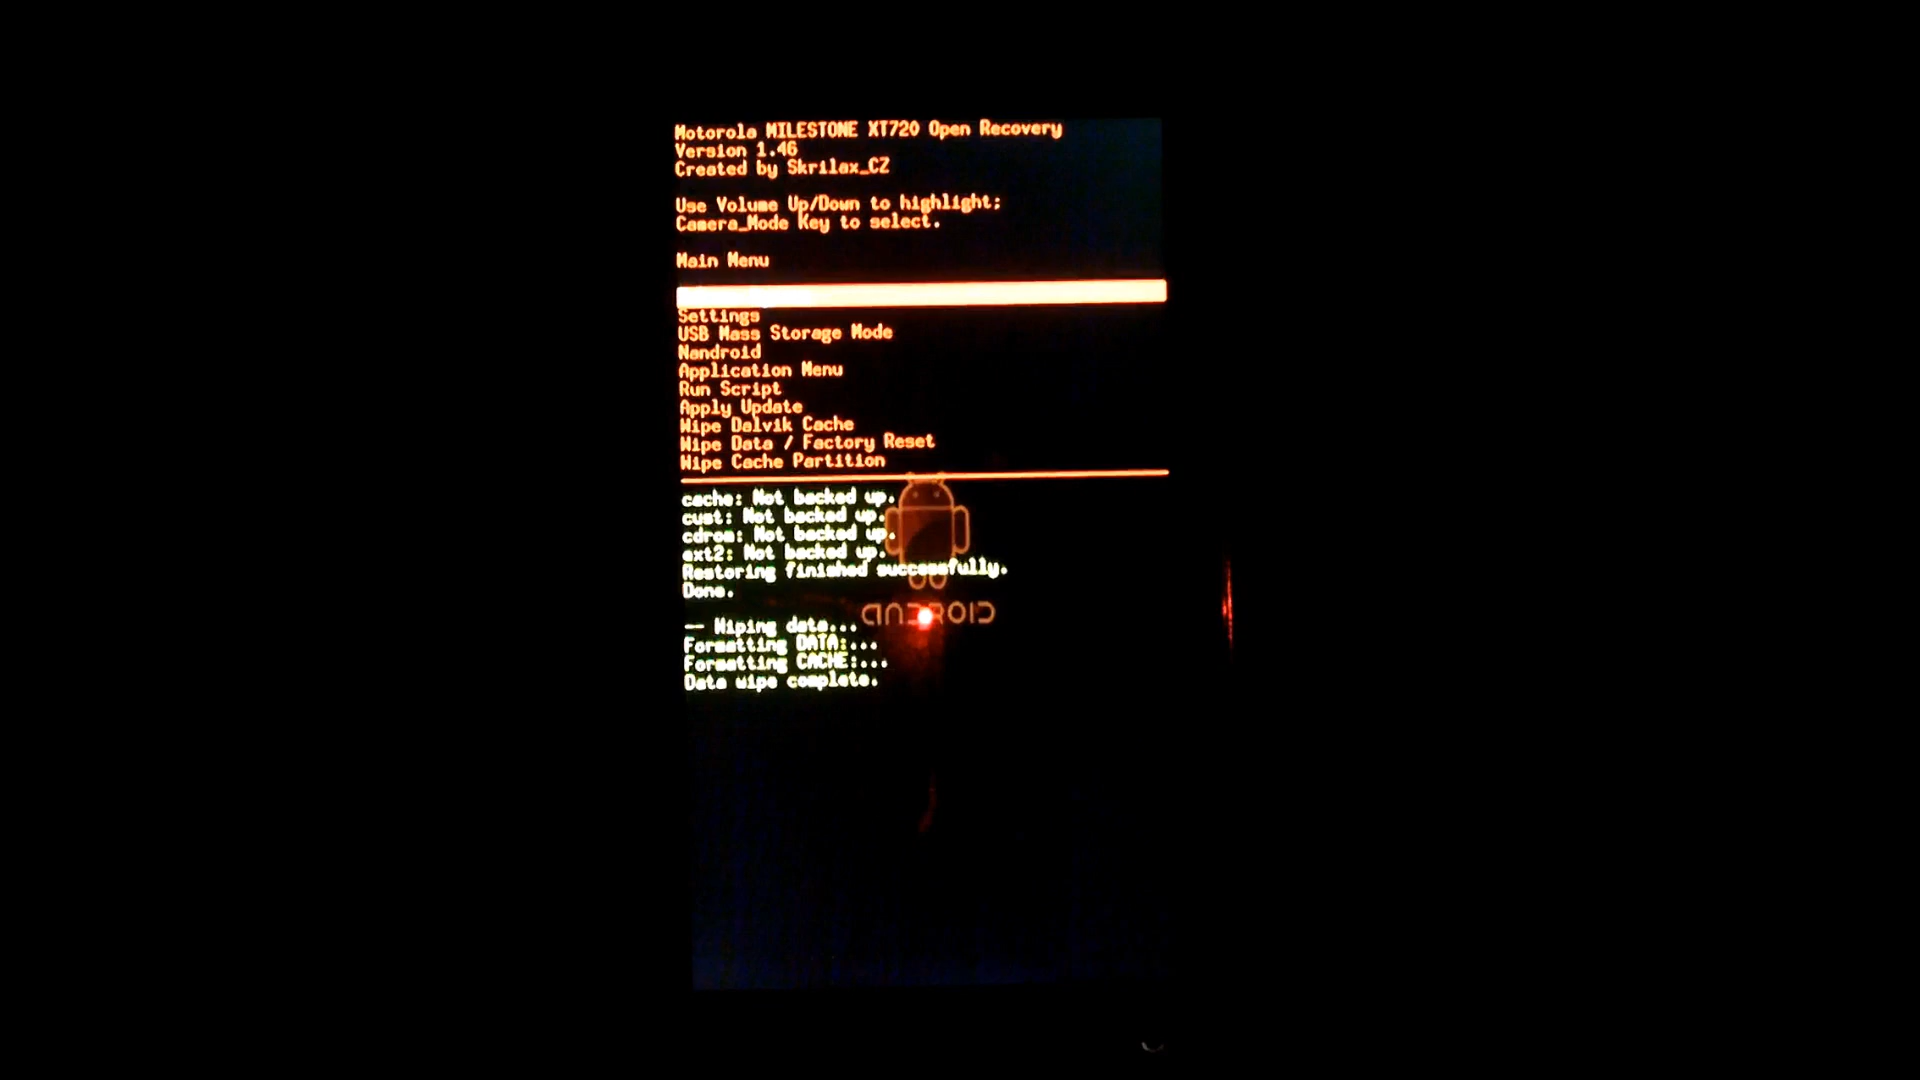 Motorola MILESTONE XT720 Open Recovery
Version 1.46
Created by Skrilax_CZ
Use Volume Up/Down to highlight;
Camera_Mode Key to select.
Main Menu
Settings
USB Mass Storage Mode
Nandroid
Application Menu
Run Script
Apply Update
Wipe Dalvik Cache
Wipe Data / Factory Reset
Wipe Cache Partition
cache: Not backed up.
cust: Not backed up.
cdrom: Not backed up.
ext2: Not backed up.
Restoring finished successfully.
Done.
ANDROID
-- Wiping data...
Formatting DATA:...
Formatting CACHE:...
Data wipe complete.